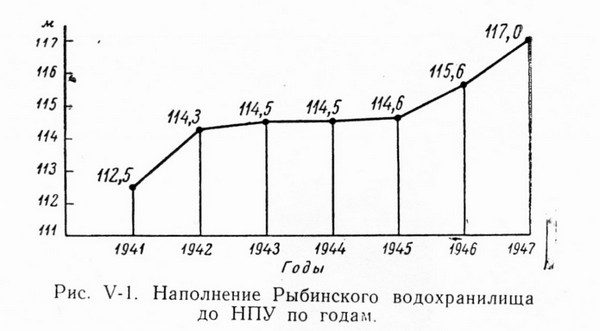 м
117,0
117
116
115,6
115
114,3
114,5
114,5
114,6
114
113
112,5
112
111
1941 1942 1943 1944 1945 1946 1947
Годы
Рис. V-1. Наполнение Рыбинского водохранилища
до НПУ по годам.